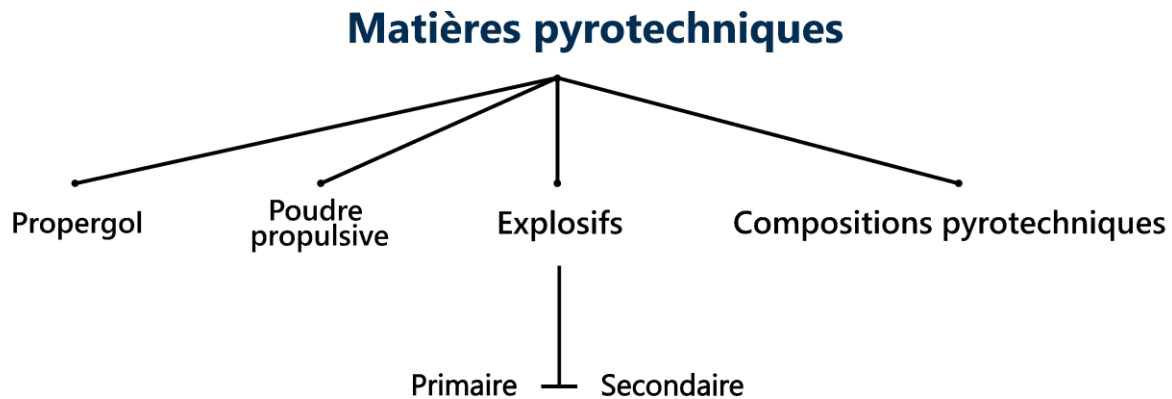 Matières pyrotechniques
Propergol
Poudre
propulsive
Explosifs
Compositions pyrotechniques
Primaire
Secondaire